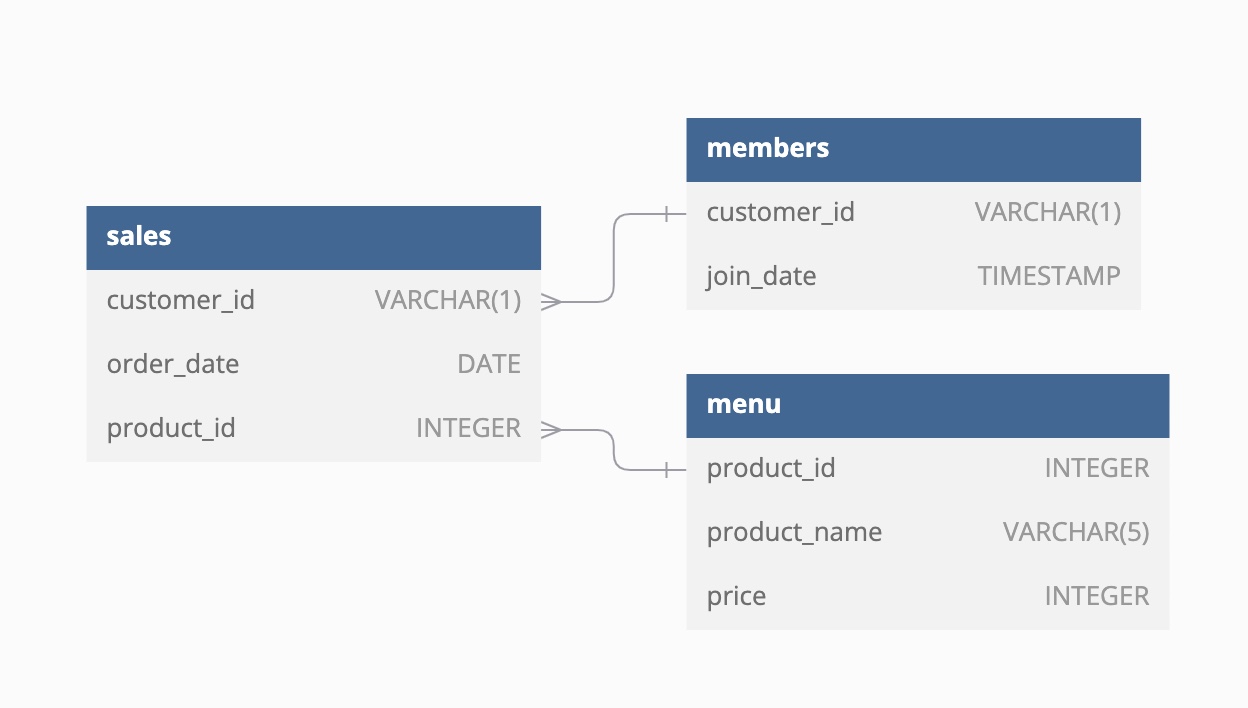 sales
customer_id VARCHAR(1)
order_date DATE
product_id INTEGER
members
customer_id VARCHAR(1)
join_date TIMESTAMP
menu
product_id INTEGER
product_name VARCHAR(5)
price INTEGER